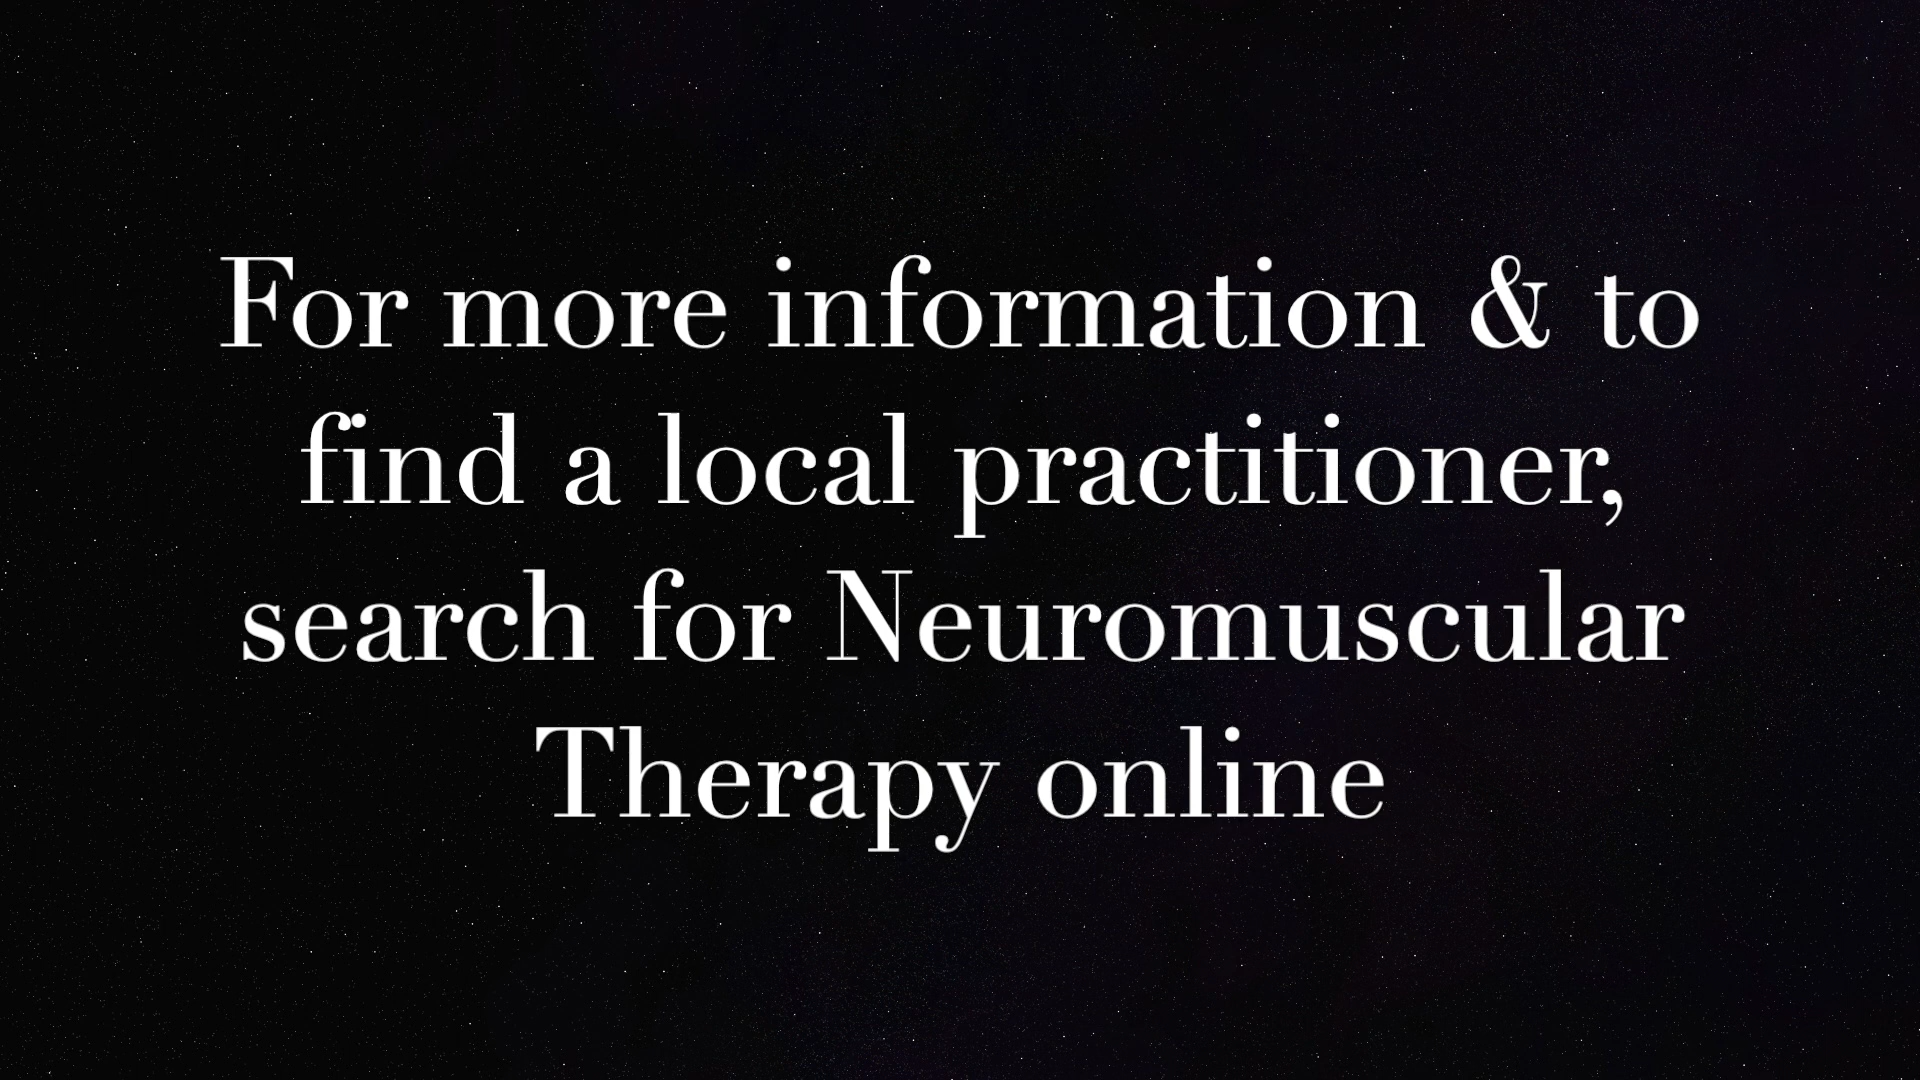 For more information & to
find a local practitioner,
search for Neuromuscular
Therapy online